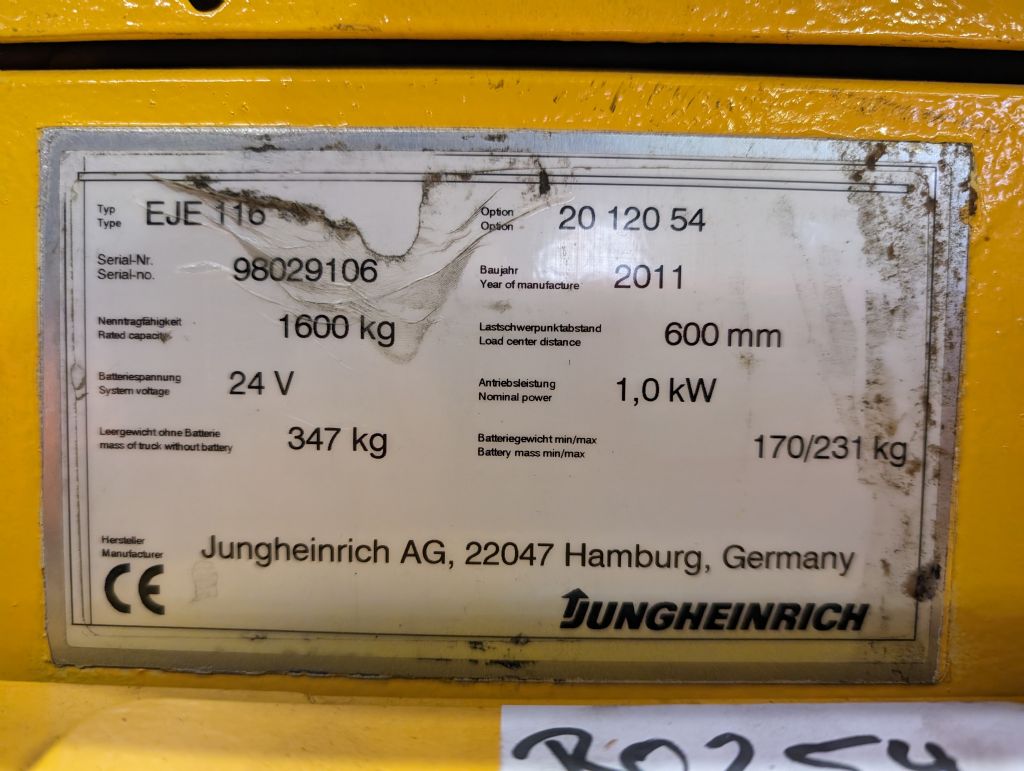 Typ
Type
EJE 116
Option
Option
20 120 54
Serial-Nr.
Serial-no.
98029106
Baujahr
Year of manufacture
2011
Nenntragfähigkeit
Rated capacity
1600 kg
Lastschwerpunktabstand
Load center distance
600 mm
Batteriespannung
System voltage
24 V
Antriebsleistung
Nominal power
1,0 kW
Leergewicht ohne Batterie
mass of truck without battery
347 kg
Batteriegewicht min/max
Battery mass min/max
170/231 kg
Hersteller
Manufacturer
Jungheinrich AG, 22047 Hamburg, Germany
CE
JUNGHEINRICH